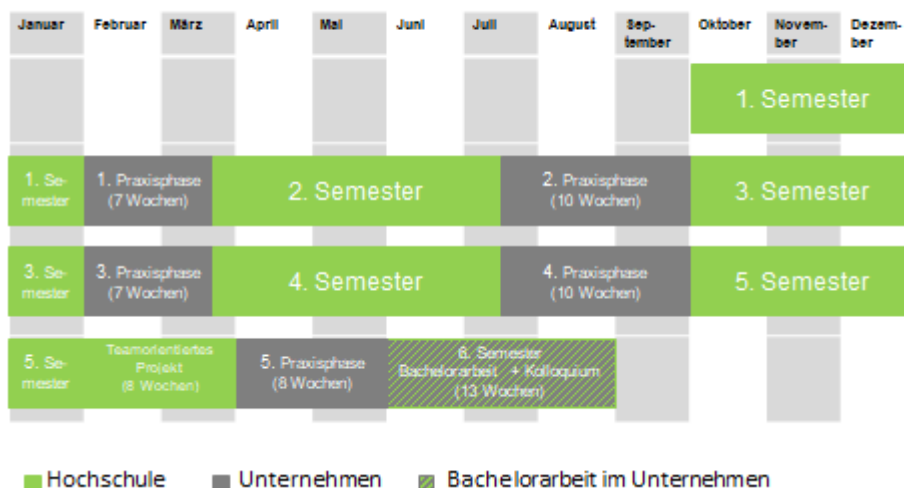 Januar Februar März April Mai Juni Juli August Sep- Oktober Novem- Dezem-
tember ber ber
1. Semester
1. Se- 1. Praxisphase 2. Semester 2. Praxisphase 3. Semester
mester (7 Wochen) (10 Wochen)
3. Se- 3. Praxisphase 4. Semester 4. Praxisphase 5. Semester
mester (7 Wochen) (10 Wochen)
5. Se- Teamorientiertes 5. Praxisphase 6. Semester
mester Projekt (8 Wochen) Bachelorarbeit + Kolloquium
(8 Wochen) (13 Wochen)
Hochschule Unternehmen Bachelorarbeit im Unternehmen